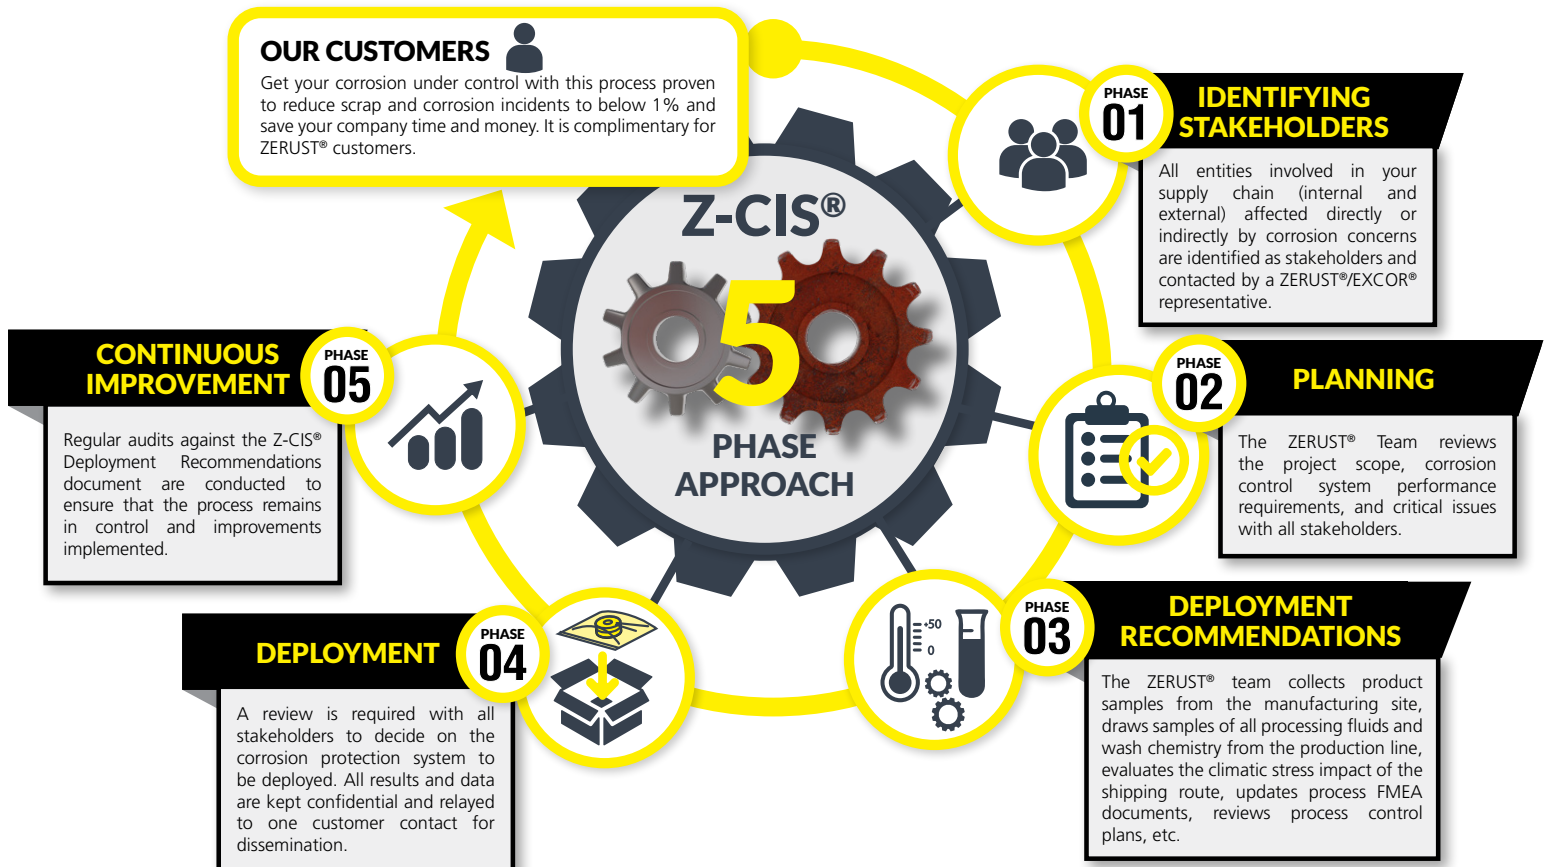 OUR CUSTOMERS
Get your corrosion under control with this process proven
to reduce scrap and corrosion incidents to below 1% and
save your company time and money. It is complimentary for
ZERUST® customers.
Z-CIS®
5
PHASE
APPROACH
PHASE
01
IDENTIFYING
STAKEHOLDERS
All entities involved in your
supply chain (internal and
external) affected directly or
indirectly by corrosion concerns
are identified as stakeholders and
contacted by a ZERUST®/EXCOR®
representative.
PHASE
02
PLANNING
The ZERUST® Team reviews
the project scope, corrosion
control system performance
requirements, and critical issues
with all stakeholders.
+50
0
PHASE
03
DEPLOYMENT
RECOMMENDATIONS
The ZERUST® team collects product
samples from the manufacturing site,
draws samples of all processing fluids and
wash chemistry from the production line,
evaluates the climatic stress impact of the
shipping route, updates process FMEA
documents, reviews process control
plans, etc.
DEPLOYMENT
PHASE
04
A review is required with all
stakeholders to decide on the
corrosion protection system to
be deployed. All results and data
are kept confidential and relayed
to one customer contact for
dissemination.
CONTINUOUS
IMPROVEMENT
PHASE
05
Regular audits against the Z-CIS®
Deployment Recommendations
document are conducted to
ensure that the process remains
in control and improvements
implemented.